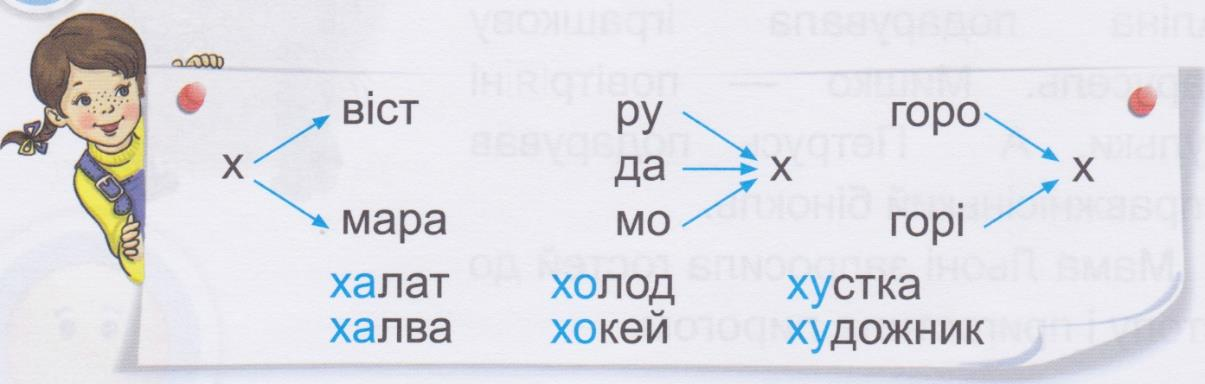 віст
ру
горо
х
да
х
х
мара
мо
горі
халат холод хустка
халва хокей художник